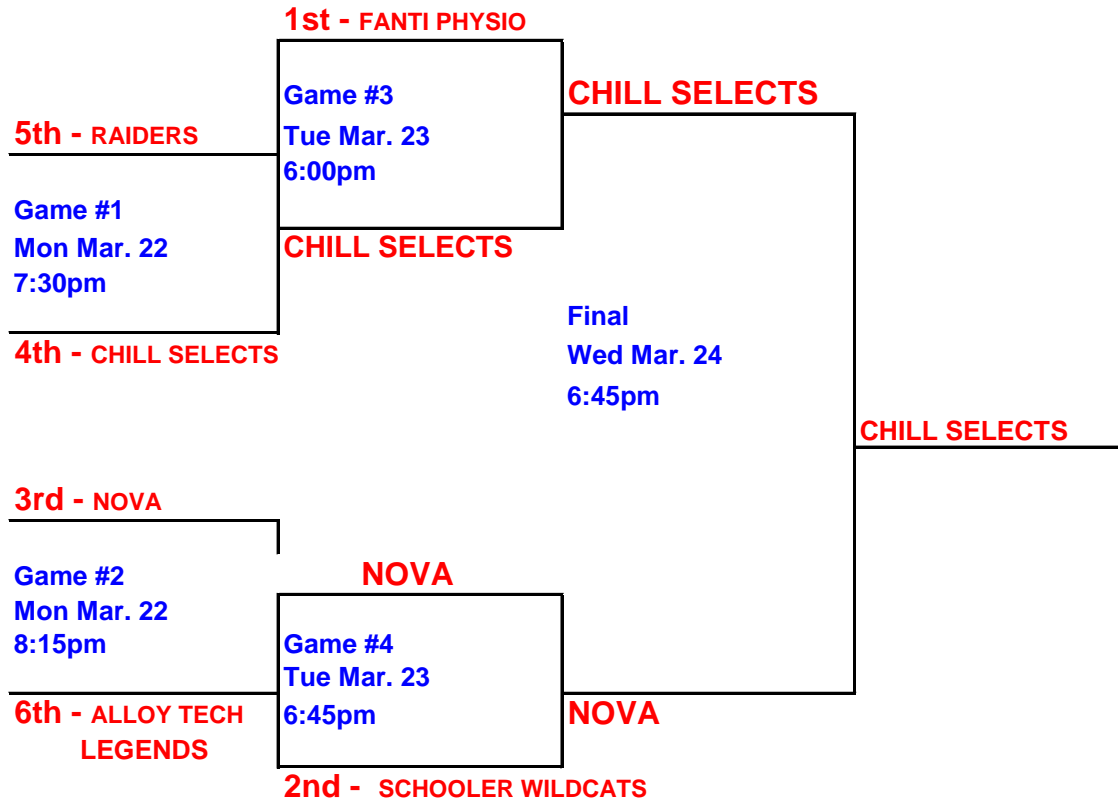 1st - FANTI PHYSIO
Game #3
Tue Mar. 23
6:00pm
CHILL SELECTS
5th - RAIDERS
Game #1
Mon Mar. 22
7:30pm
CHILL SELECTS
4th - CHILL SELECTS
Final
Wed Mar. 24
6:45pm
CHILL SELECTS
3rd - NOVA
NOVA
Game #2
Mon Mar. 22
8:15pm
Game #4
Tue Mar. 23
6:45pm
6th - ALLOY TECH
LEGENDS
NOVA
2nd - SCHOOLER WILDCATS